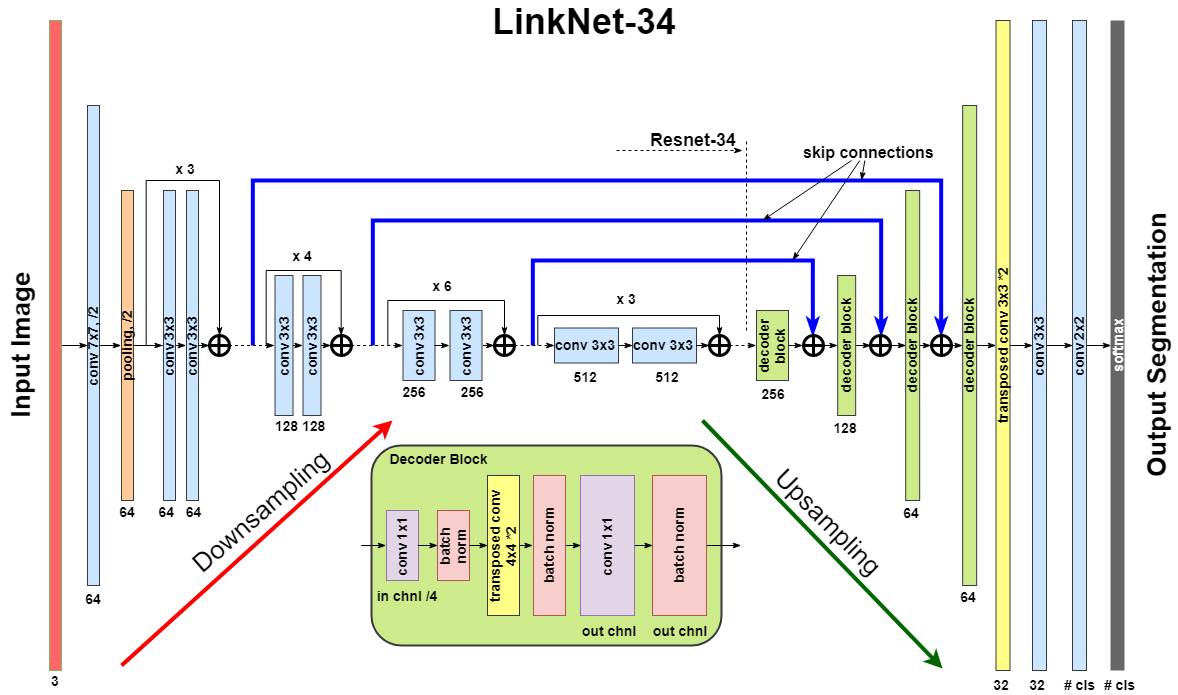 LinkNet-34
Input Image
3
conv 7x7, /2
64
pooling, /2
64
x 3
conv 3x3
conv 3x3
64
64
x 4
conv 3x3
conv 3x3
128
128
x 6
conv 3x3
conv 3x3
256
256
x 3
conv 3x3
conv 3x3
512
512
Resnet-34
skip connections
decoder
block
256
decoder block
128
decoder block
64
decoder block
64
transposed conv 3x3 *2
32
conv 3x3
32
conv 2x2
# cls
softmax
# cls
Output Segmentation
Downsampling
Upsampling
Decoder Block
conv 1x1
in chnl /4
batch
norm
transposed conv
4x4 *2
batch norm
conv 1x1
out chnl
batch norm
out chnl